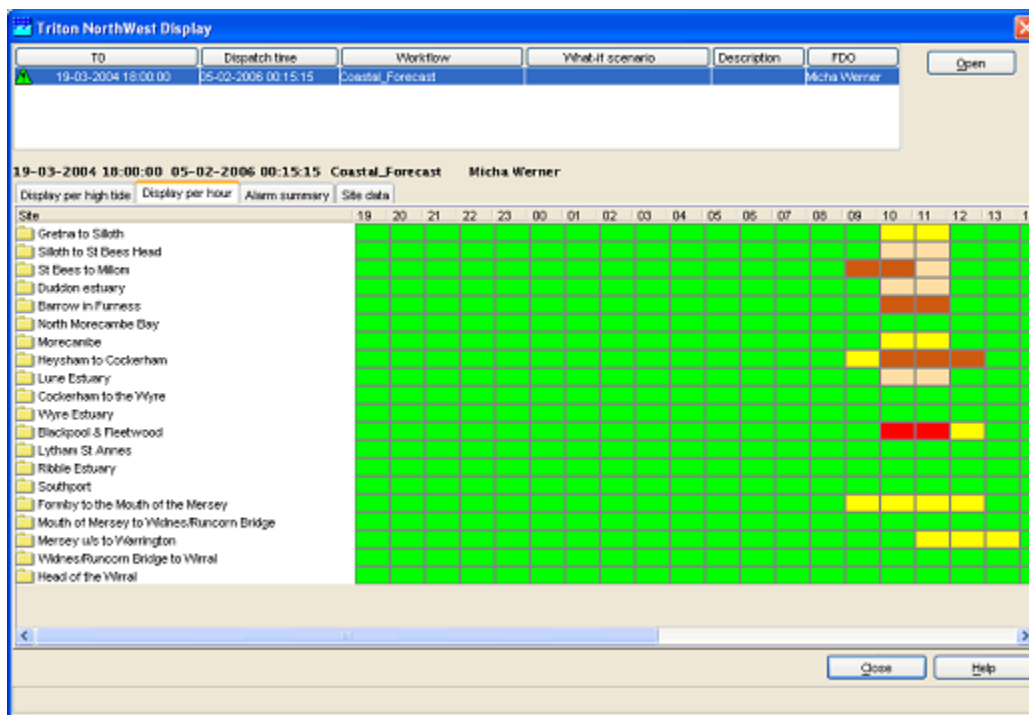 Triton NorthWest Display
T0 Dispatch time Workflow What-if scenario Description FDO Open
19-03-2004 18:00:00 05-02-2006 00:15:15 Coastal_Forecast Micha Werner
19-03-2004 18:00:00 05-02-2006 00:15:15 Coastal_Forecast Micha Werner
Display per high tide Display per hour Alarm summary Site data
Site 19 20 21 22 23 00 01 02 03 04 05 06 07 08 09 10 11 12 13 1
Gretna to Silloth
Silloth to St Bees Head
St Bees to Millom
Duddon estuary
Barrow in Furness
North Morecambe Bay
Morecambe
Heysham to Cockerham
Lune Estuary
Cockerham to the Wyre
Wyre Estuary
Blackpool & Fleetwood
Lytham St Annes
Ribble Estuary
Southport
Formby to the Mouth of the Mersey
Mouth of Mersey to Widnes/Runcorn Bridge
Mersey u/s to Warrington
Widnes/Runcorn Bridge to Wirral
Head of the Wirral
Close Help